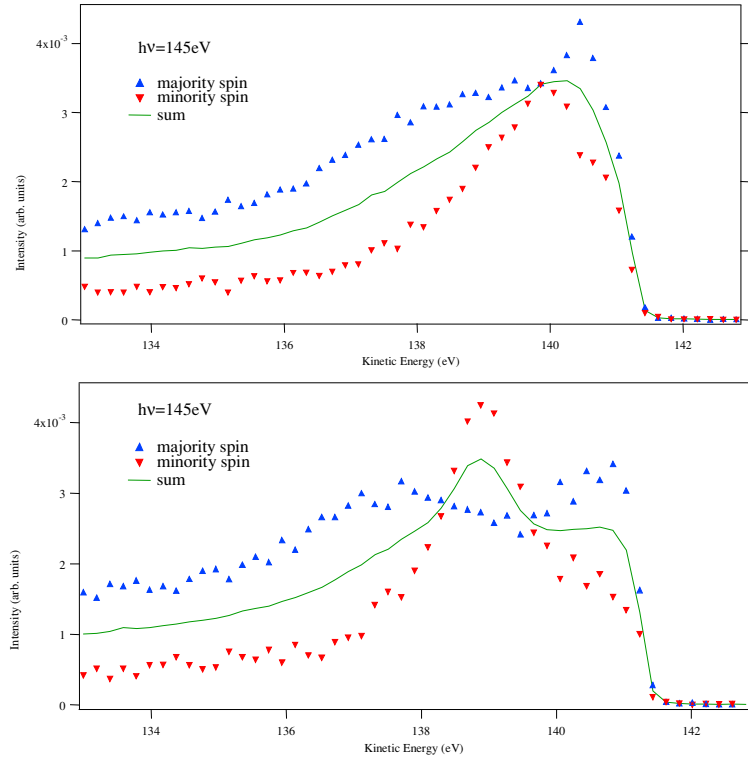 4x10⁻³
hν=145eV
majority spin
minority spin
sum
3
2
1
0
Intensity (arb. units)
134 136 138 140 142
Kinetic Energy (eV)
4x10⁻³
hν=145eV
majority spin
minority spin
sum
3
2
1
0
Intensity (arb. units)
134 136 138 140 142
Kinetic Energy (eV)